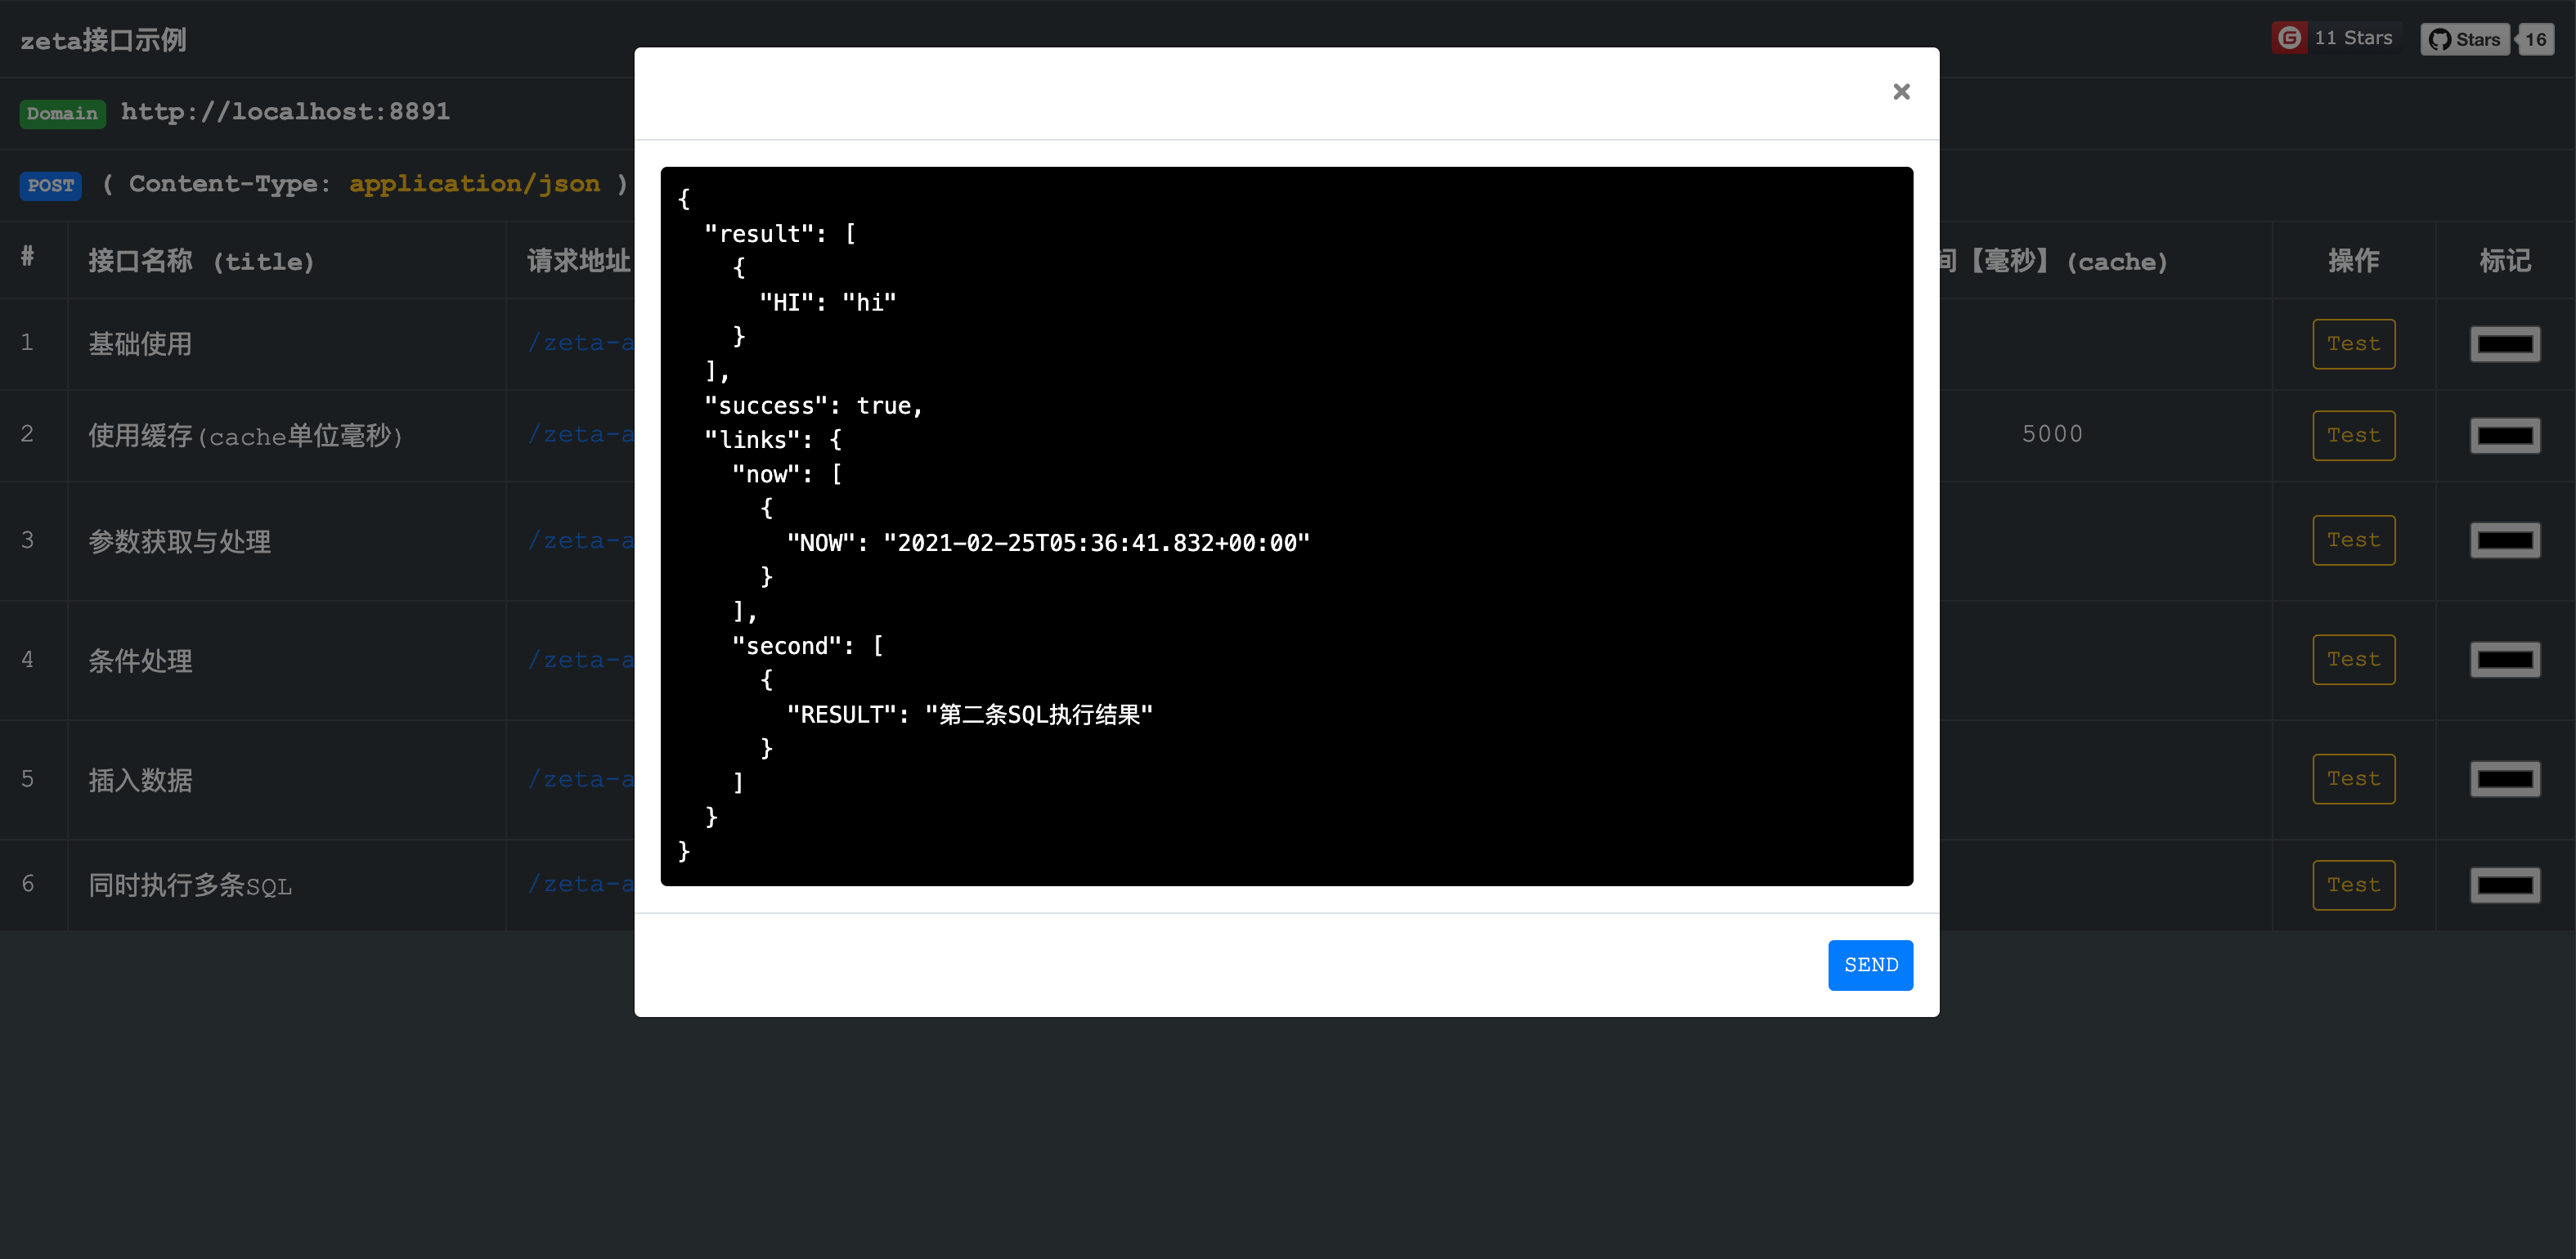 zeta接口示例
11 Stars
Stars 16
Domain http://localhost:8891
POST ( Content-Type: application/json )
# 接口名称 (title) 请求地址 间【毫秒】(cache) 操作 标记
1 基础使用 /zeta-a Test
2 使用缓存(cache单位毫秒) /zeta-a 5000 Test
3 参数获取与处理 /zeta-a Test
4 条件处理 /zeta-a Test
5 插入数据 /zeta-a Test
6 同时执行多条SQL /zeta-a Test
×
{
"result": [
{
"HI": "hi"
}
],
"success": true,
"links": {
"now": [
{
"NOW": "2021-02-25T05:36:41.832+00:00"
}
],
"second": [
{
"RESULT": "第二条SQL执行结果"
}
]
}
}
SEND